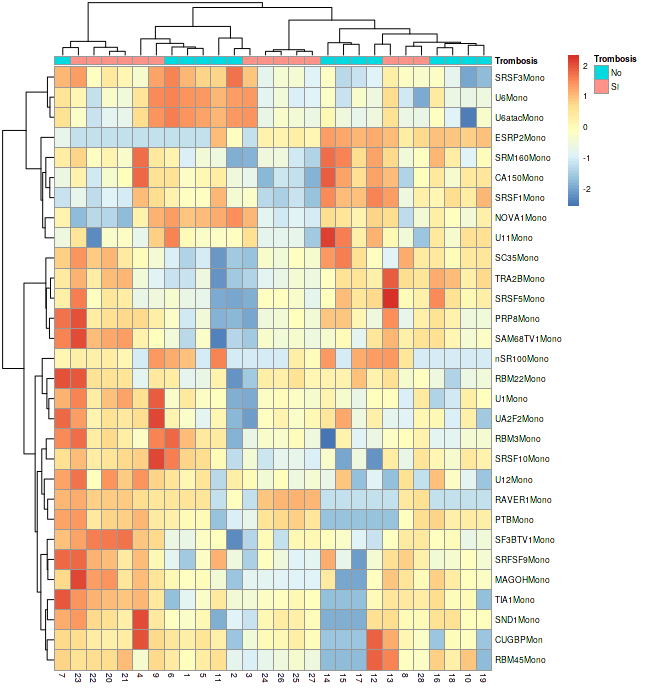 Trombosis
SRSF3Mono
U6Mono
U6atacMono
ESRP2Mono
SRM160Mono
CA150Mono
SRSF1Mono
NOVA1Mono
U11Mono
SC35Mono
TRA2BMono
SRSF5Mono
PRP8Mono
SAM68TV1Mono
nSR100Mono
RBM22Mono
U1Mono
UA2F2Mono
RBM3Mono
SRSF10Mono
U12Mono
RAVER1Mono
PTBMono
SF3BTV1Mono
SRFSF9Mono
MAGOHMono
TIA1Mono
SND1Mono
CUGBPMon
RBM45Mono
7 23 22 20 21 4 9 6 1 5 11 2 3 24 26 25 27 14 15 17 12 13 8 28 16 18 10 19
2
1
0
-1
-2
Trombosis
No
SI